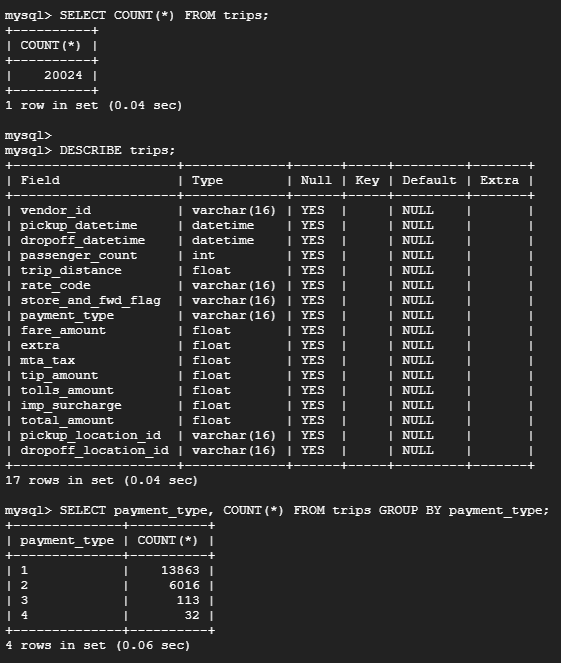 mysql> SELECT COUNT(*) FROM trips;
+----------+
| COUNT(*) |
+----------+
|    20024 |
+----------+
1 row in set (0.04 sec)

mysql>
mysql> DESCRIBE trips;
+---------------------+-------------+------+-----+---------+-------+
| Field               | Type        | Null | Key | Default | Extra |
+---------------------+-------------+------+-----+---------+-------+
| vendor_id           | varchar(16) | YES  |     | NULL    |       |
| pickup_datetime     | datetime    | YES  |     | NULL    |       |
| dropoff_datetime    | datetime    | YES  |     | NULL    |       |
| passenger_count     | int         | YES  |     | NULL    |       |
| trip_distance       | float       | YES  |     | NULL    |       |
| rate_code           | varchar(16) | YES  |     | NULL    |       |
| store_and_fwd_flag  | varchar(16) | YES  |     | NULL    |       |
| payment_type        | varchar(16) | YES  |     | NULL    |       |
| fare_amount         | float       | YES  |     | NULL    |       |
| extra               | float       | YES  |     | NULL    |       |
| mta_tax             | float       | YES  |     | NULL    |       |
| tip_amount          | float       | YES  |     | NULL    |       |
| tolls_amount        | float       | YES  |     | NULL    |       |
| imp_surcharge       | float       | YES  |     | NULL    |       |
| total_amount        | float       | YES  |     | NULL    |       |
| pickup_location_id  | varchar(16) | YES  |     | NULL    |       |
| dropoff_location_id | varchar(16) | YES  |     | NULL    |       |
+---------------------+-------------+------+-----+---------+-------+
17 rows in set (0.04 sec)

mysql> SELECT payment_type, COUNT(*) FROM trips GROUP BY payment_type;
+--------------+----------+
| payment_type | COUNT(*) |
+--------------+----------+
| 1            |    13863 |
| 2            |     6016 |
| 3            |      113 |
| 4            |       32 |
+--------------+----------+
4 rows in set (0.06 sec)